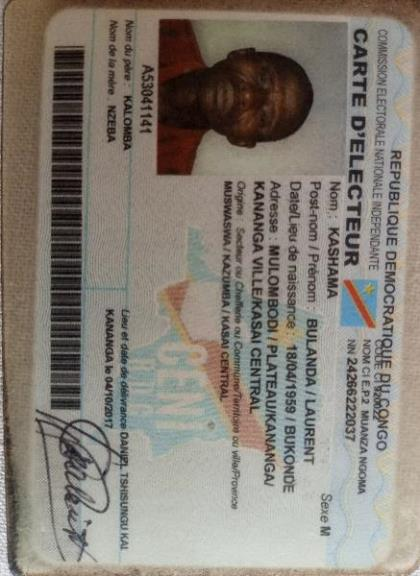 REPUBLIQUE DEMOCRATIQUE DU CONGO
COMMISSION ELECTORALE NATIONALE INDEPENDANTE
CARTE D'ELECTEUR
NOM CI E.P.2 MUANZA NGOMA
NN 24266222037
Nom : KASHAMA
Post-nom / Prénom : BULANDA / LAURENT
Sexe M
Date/Lieu de naissance : 18/04/1959 / BUKONDE
Adresse : MULOMBODI / PLATEAU/KANANGA/
KANANGA VILLE/KASAI CENTRAL
Origine : Secteur ou Chefferie ou Commune/Territoire ou ville/Province
MUSWASWA / KAZUMBA / KASAI CENTRAL
CENI
A53041141
Nom du père : KALOMBA
Nom de la mère : NZEBA
Lieu et date de délivrance DANIEL TSHISUNGU KAL
KANANGA le 04/10/2017